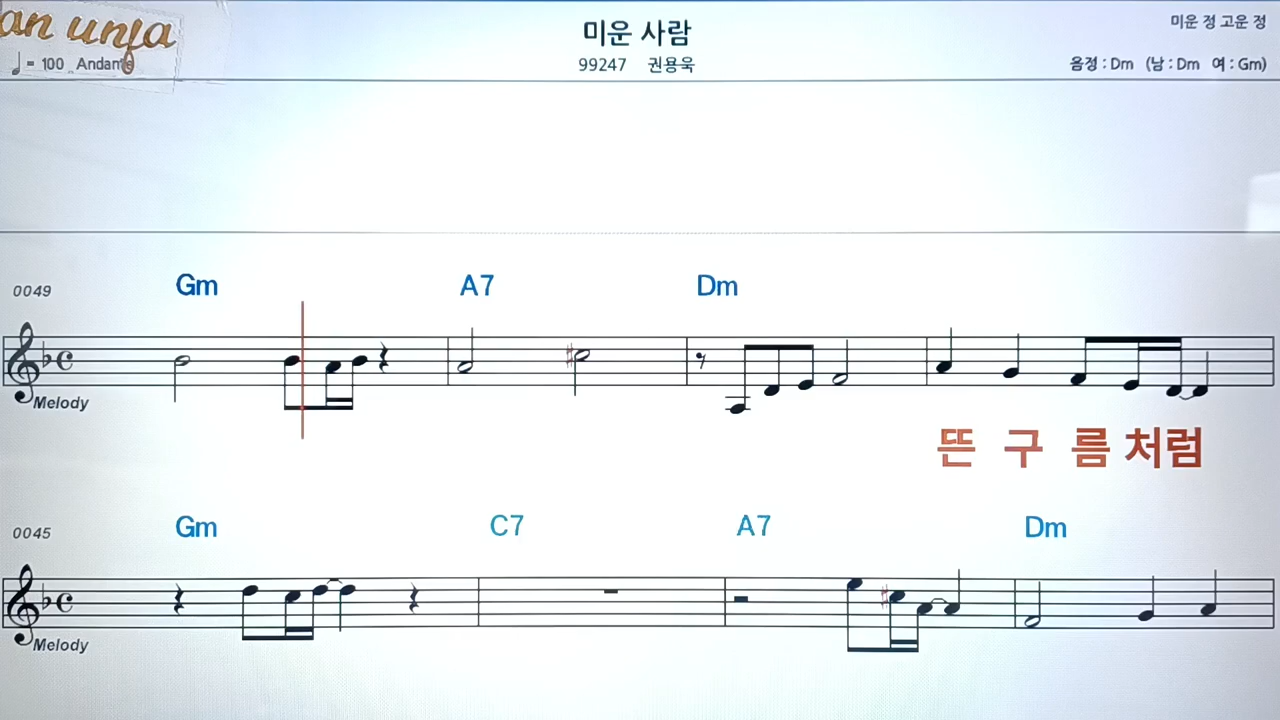 an unja
미운 사람
미운 정 고운 정
♩ = 100 Andante
99247 권용욱
음정 : Dm (남 : Dm 여 : Gm)
0049 Gm A7 Dm
Melody
뜬 구 름 처럼
0045 Gm C7 A7 Dm
Melody